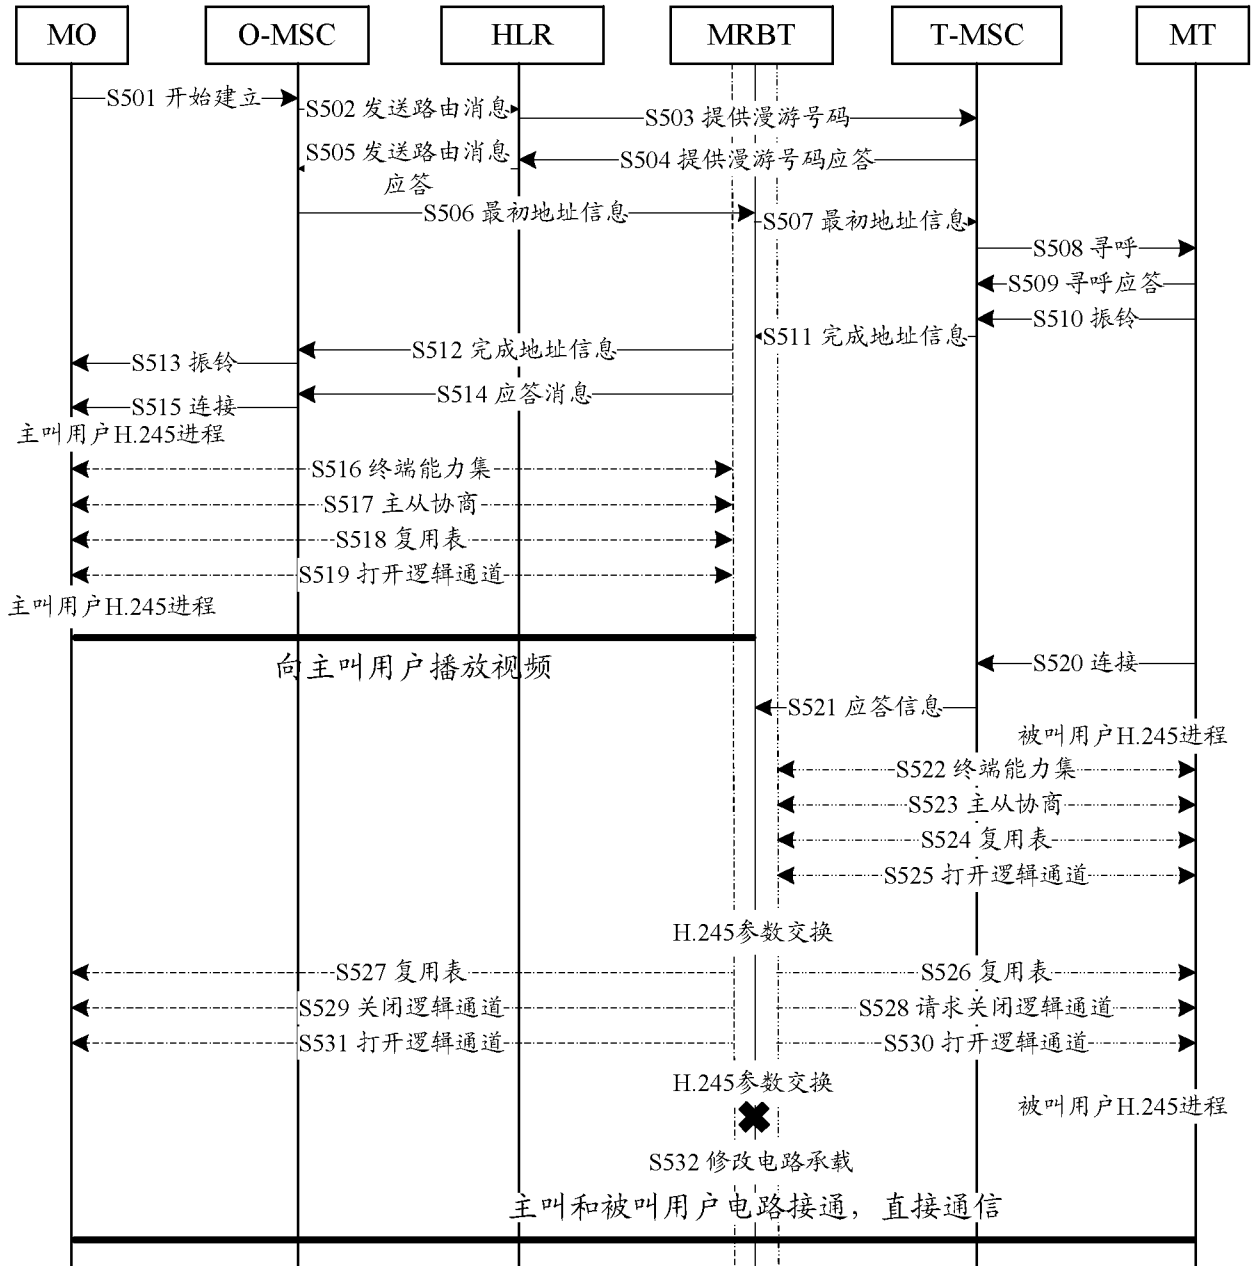 MO O-MSC HLR MRBT T-MSC MT
S501 开始建立
S502 发送路由消息
S503 提供漫游号码
S505 发送路由消息
应答
S504 提供漫游号码应答
S506 最初地址信息
S507 最初地址信息
S508 寻呼
S509 寻呼应答
S510 振铃
S511 完成地址信息
S512 完成地址信息
S513 振铃
S514 应答消息
S515 连接
主叫用户H.245进程
S516 终端能力集
S517 主从协商
S518 复用表
S519 打开逻辑通道
主叫用户H.245进程
向主叫用户播放视频
S520 连接
S521 应答信息
被叫用户H.245进程
S522 终端能力集
S523 主从协商
S524 复用表
S525 打开逻辑通道
H.245参数交换
S527 复用表
S526 复用表
S529 关闭逻辑通道
S528 请求关闭逻辑通道
S531 打开逻辑通道
S530 打开逻辑通道
H.245参数交换
被叫用户H.245进程
S532 修改电路承载
主叫和被叫用户电路接通，直接通信